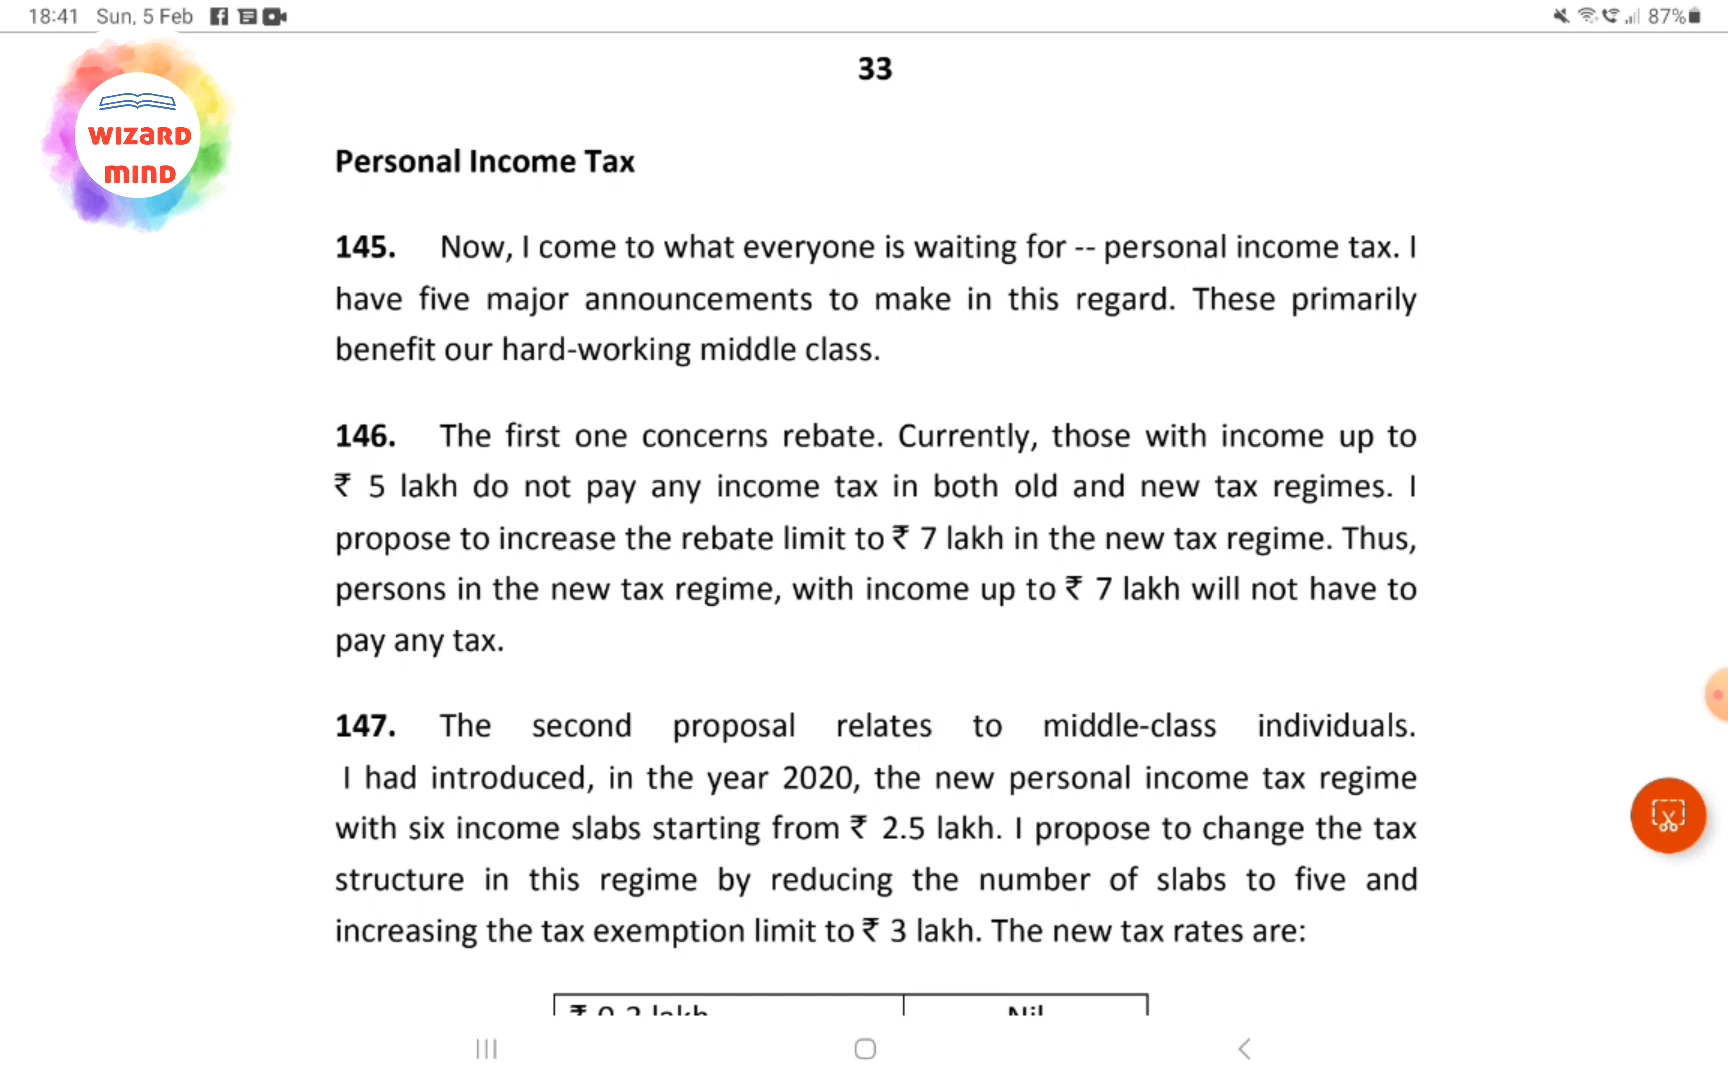 18:41 Sun, 5 Feb
87%
WIZARD
MIND
33
Personal Income Tax
145. Now, I come to what everyone is waiting for -- personal income tax. I
have five major announcements to make in this regard. These primarily
benefit our hard-working middle class.
146. The first one concerns rebate. Currently, those with income up to
₹ 5 lakh do not pay any income tax in both old and new tax regimes. I
propose to increase the rebate limit to ₹ 7 lakh in the new tax regime. Thus,
persons in the new tax regime, with income up to ₹ 7 lakh will not have to
pay any tax.
147. The second proposal relates to middle-class individuals.
I had introduced, in the year 2020, the new personal income tax regime
with six income slabs starting from ₹ 2.5 lakh. I propose to change the tax
structure in this regime by reducing the number of slabs to five and
increasing the tax exemption limit to ₹ 3 lakh. The new tax rates are: